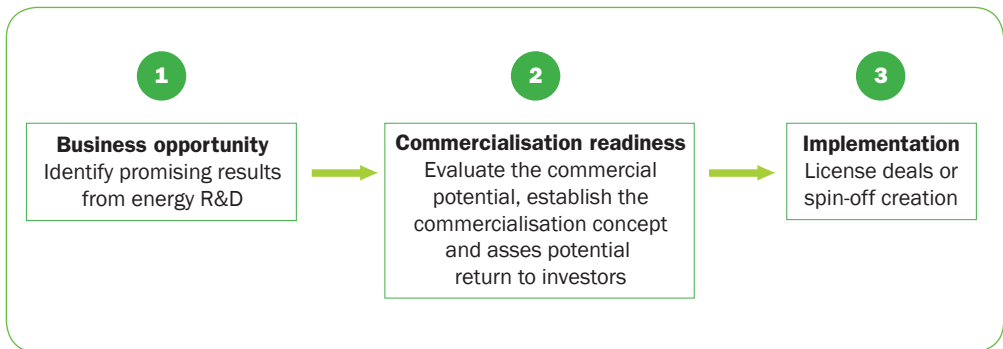 1
Business opportunity
Identify promising results
from energy R&D
2
Commercialisation readiness
Evaluate the commercial
potential, establish the
commercialisation concept
and asses potential
return to investors
3
Implementation
License deals or
spin-off creation